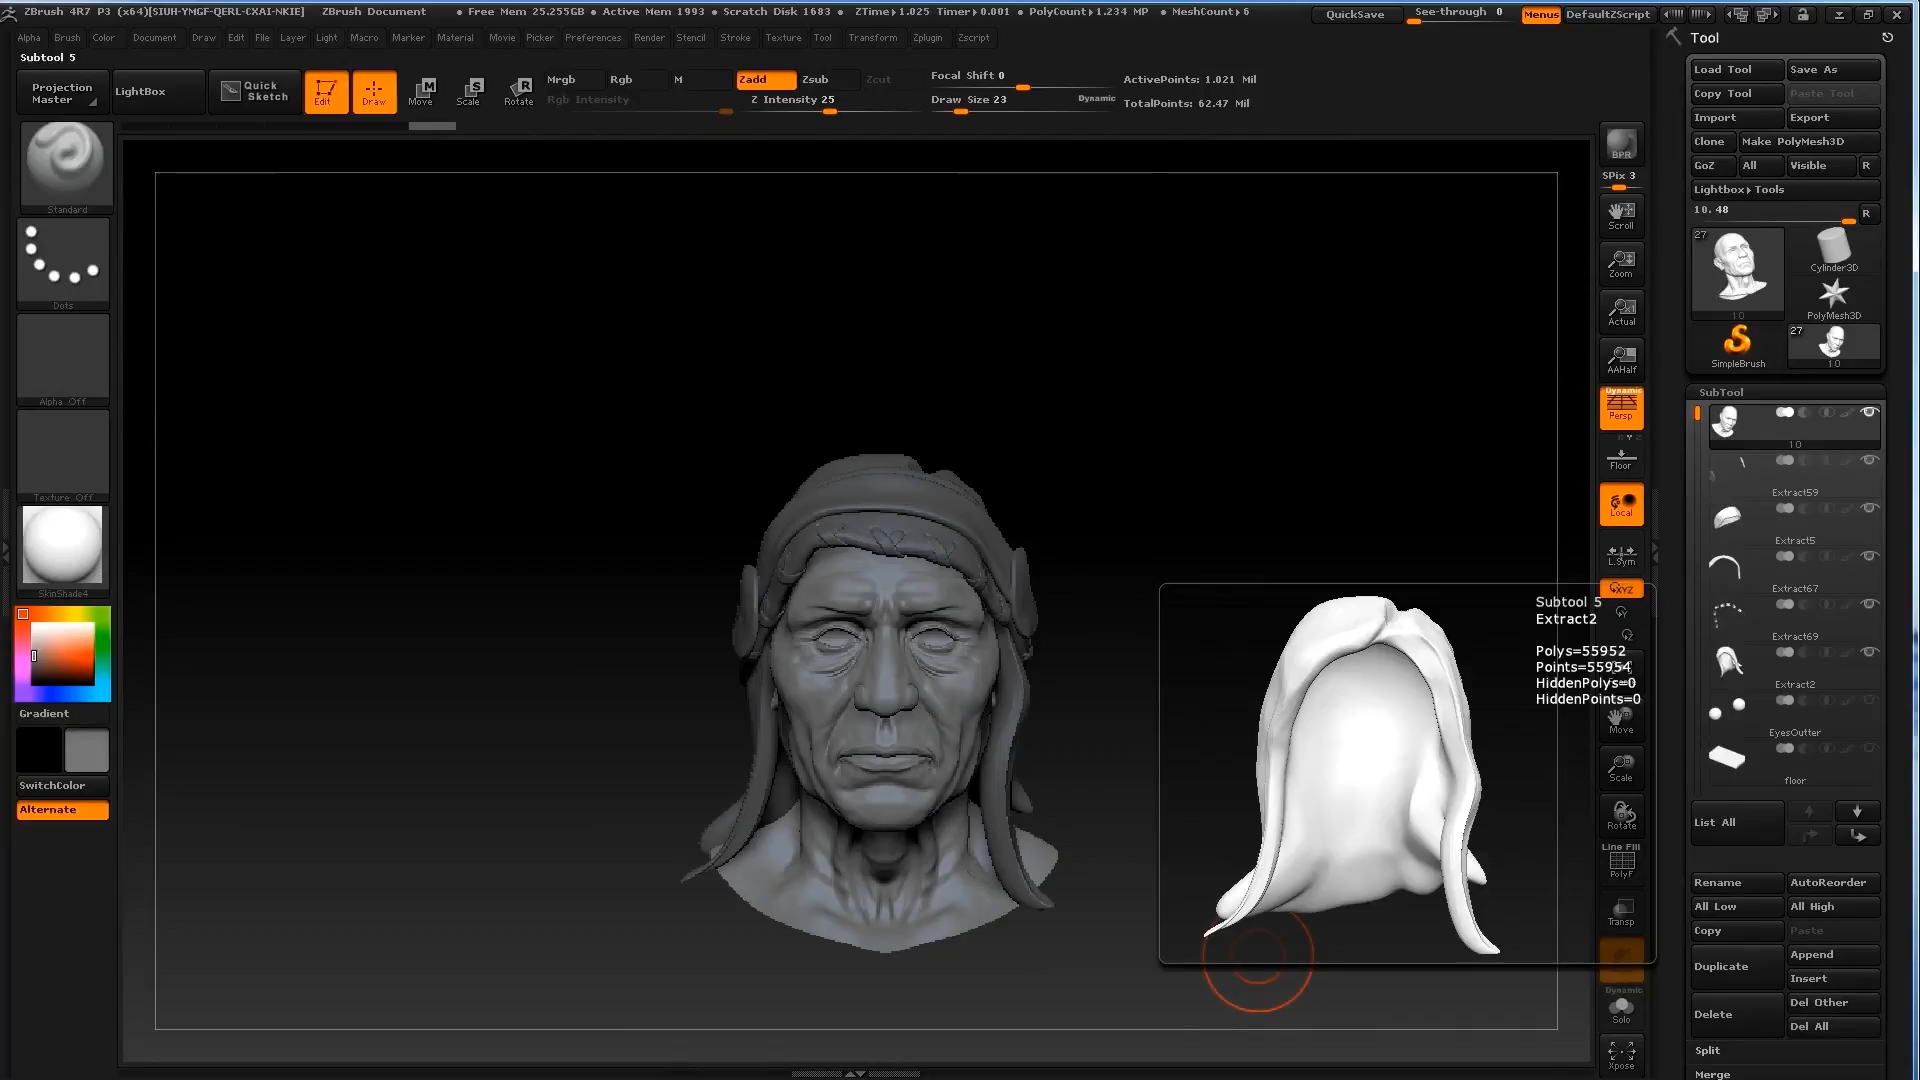 ZBrush 4R7 P3 (x64)[SIUH-YMGF-QERL-CXAI-NKIE] ZBrush Document • Free Mem 25.255GB • Active Mem 1993 • Scratch Disk 1683 • ZTime▸1.025 Timer▸0.001 • PolyCount▸1.234 MP • MeshCount▸6 QuickSave See-through 0 Menus DefaultZScript
Alpha Brush Color Document Draw Edit File Layer Light Macro Marker Material Movie Picker Preferences Render Stencil Stroke Texture Tool Transform Zplugin Zscript
Subtool 5
Projection Master
LightBox
Quick Sketch
Edit
Draw
Move
Scale
Rotate
Mrgb Rgb M Zadd Zsub Zcut
Rgb Intensity Z Intensity 25
Focal Shift 0
Draw Size 23 Dynamic
ActivePoints: 1.021 Mil
TotalPoints: 62.47 Mil
Standard
Dots
Alpha Off
Texture Off
SkinShade4
Gradient
SwitchColor
Alternate
Subtool 5
Extract2
Polys=55952
Points=55954
HiddenPolys=0
HiddenPoints=0
BPR
SPix 3
Scroll
Zoom
Actual
AAHalf
Dynamic
Persp
Floor
Local
L.Sym
XYZ
Move
Scale
Rotate
Line Fill
PolyF
Transp
Dynamic
Solo
Xpose
Tool
Load Tool Save As
Copy Tool Paste Tool
Import Export
Clone Make PolyMesh3D
GoZ All Visible R
Lightbox▸Tools
10. 48 R
27
10
Cylinder3D
PolyMesh3D
SimpleBrush
27
10
SubTool
10
Extract59
Extract5
Extract67
Extract69
Extract2
EyesOutter
floor
List All
Rename AutoReorder
All Low All High
Copy Paste
Duplicate Append
Insert
Delete Del Other
Del All
Split
Merge